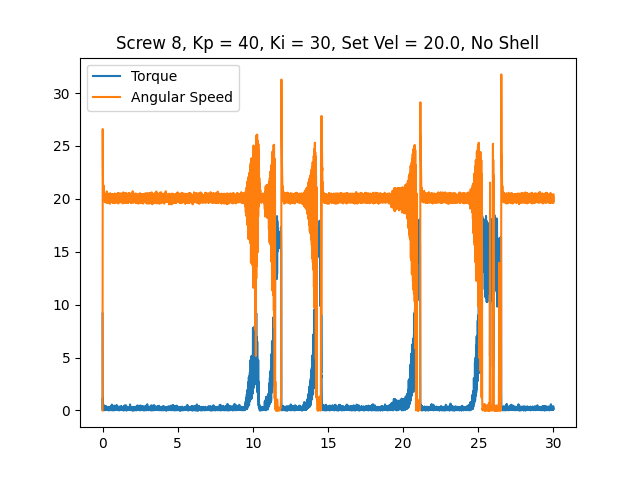 Screw 8, Kp = 40, Ki = 30, Set Vel = 20.0, No Shell
Torque
Angular Speed
30
25
20
15
10
5
0
0 5 10 15 20 25 30